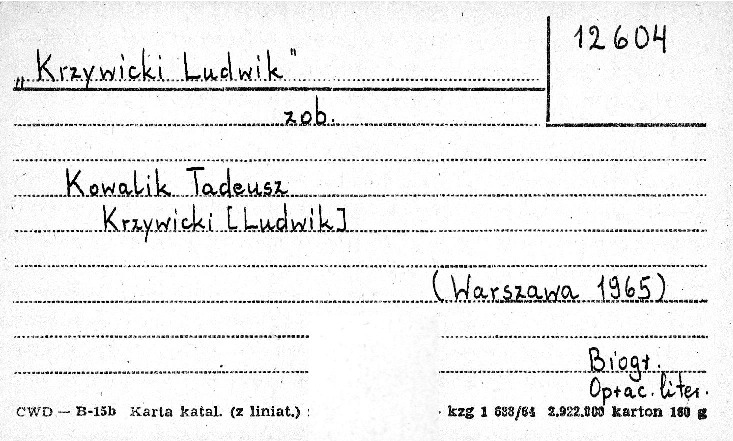 12604
„Krzywicki Ludwik"
zob.
Kowalik Tadeusz
Krzywicki [Ludwik]
(Warszawa 1965)
Biogr.
Oprac. liter.
CWD — B-15b Karta katal. (z liniat.) : · kzg 1 688/64 2.922.000 karton 180 g